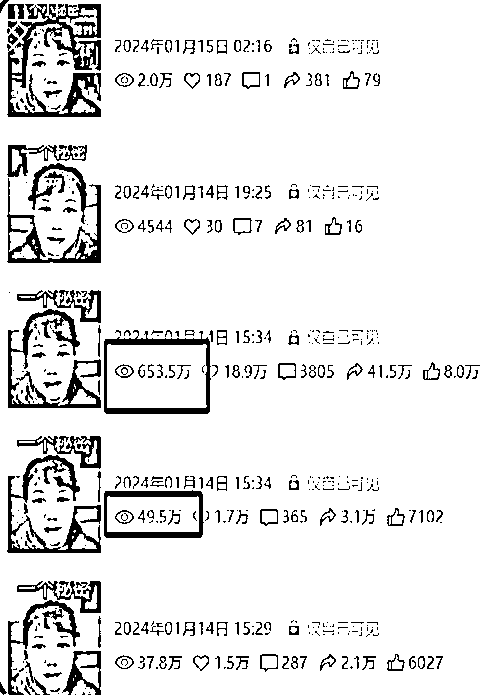 2024年01月15日 02:16 仅自己可见
2.0万 187 1 381 79
一个秘密
2024年01月14日 19:25 仅自己可见
4544 30 7 81 16
一个秘密
2024年01月14日 15:34 仅自己可见
653.5万 18.9万 3805 41.5万 8.0万
一个秘密
2024年01月14日 15:34 仅自己可见
49.5万 1.7万 365 3.1万 7102
一个秘密
2024年01月14日 15:29 仅自己可见
37.8万 1.5万 287 2.1万 6027